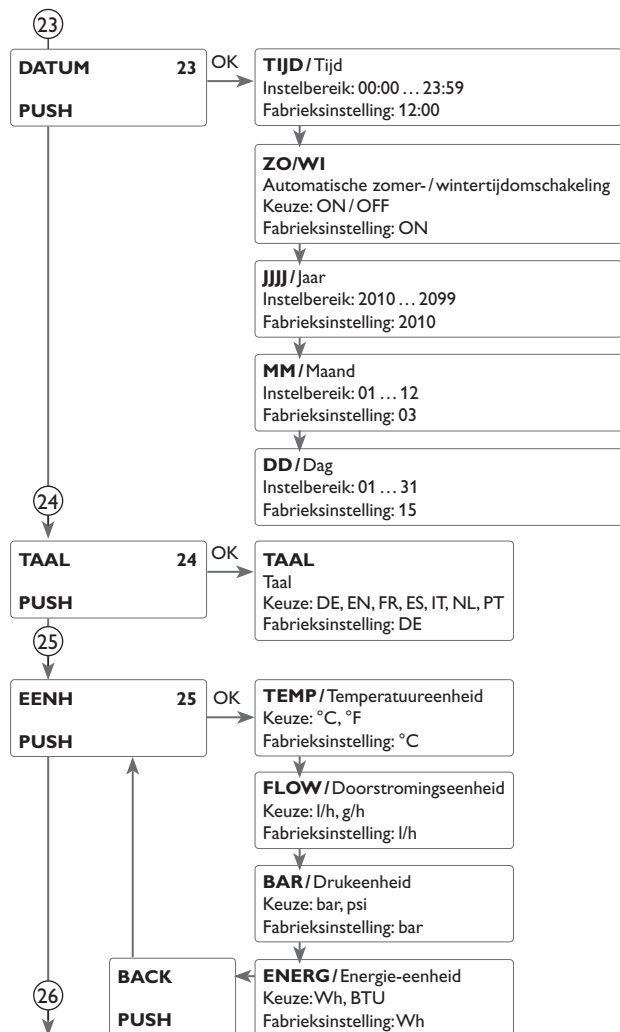 23
DATUM 23
PUSH
OK
TIJD / Tijd
Instelbereik: 00:00 … 23:59
Fabrieksinstelling: 12:00
ZO/WI
Automatische zomer- / wintertijdomschakeling
Keuze: ON / OFF
Fabrieksinstelling: ON
JJJJ / Jaar
Instelbereik: 2010 … 2099
Fabrieksinstelling: 2010
MM / Maand
Instelbereik: 01 … 12
Fabrieksinstelling: 03
DD / Dag
Instelbereik: 01 … 31
Fabrieksinstelling: 15
24
TAAL 24
PUSH
OK
TAAL
Taal
Keuze: DE, EN, FR, ES, IT, NL, PT
Fabrieksinstelling: DE
25
EENH 25
PUSH
OK
TEMP / Temperatuureenheid
Keuze: °C, °F
Fabrieksinstelling: °C
FLOW / Doorstromingseenheid
Keuze: l/h, g/h
Fabrieksinstelling: l/h
BAR / Drukeenheid
Keuze: bar, psi
Fabrieksinstelling: bar
ENERG / Energie-eenheid
Keuze: Wh, BTU
Fabrieksinstelling: Wh
BACK
PUSH
26